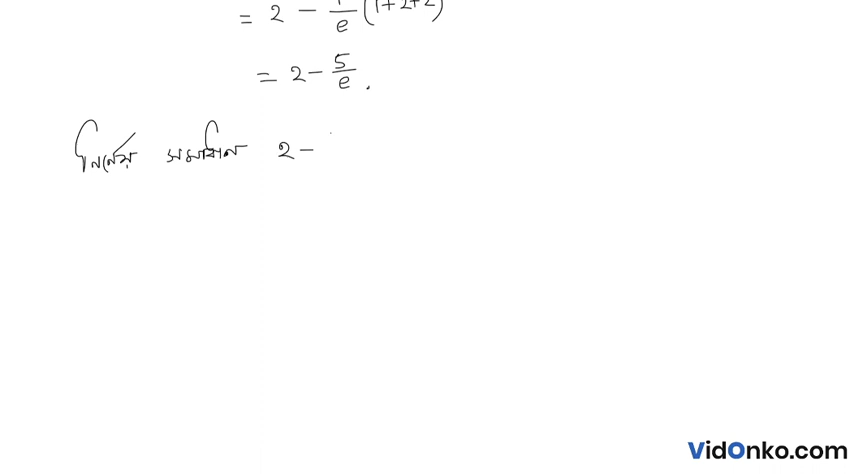 = 2 - 1/e (1+2+2)
= 2 - 5/e .
নির্নেয় সমাধান 2 -
VidOnko.com